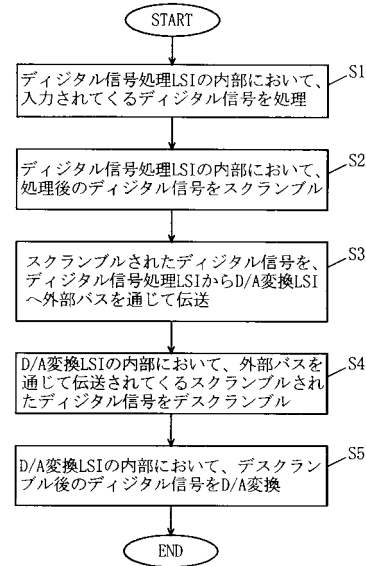 START
S1
ディジタル信号処理LSIの内部において、
入力されてくるディジタル信号を処理
S2
ディジタル信号処理LSIの内部において、
処理後のディジタル信号をスクランブル
S3
スクランブルされたディジタル信号を、
ディジタル信号処理LSIからD/A変換LSI
へ外部バスを通じて伝送
S4
D/A変換LSIの内部において、外部バスを
通じて伝送されてくるスクランブルされ
たディジタル信号をデスクランブル
S5
D/A変換LSIの内部において、デスクラン
ブル後のディジタル信号をD/A変換
END